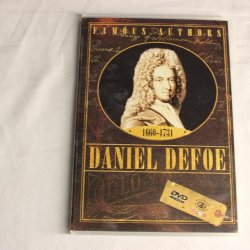 FAMOUS AUTHORS
1660-1731
DANIEL DEFOE
DVD